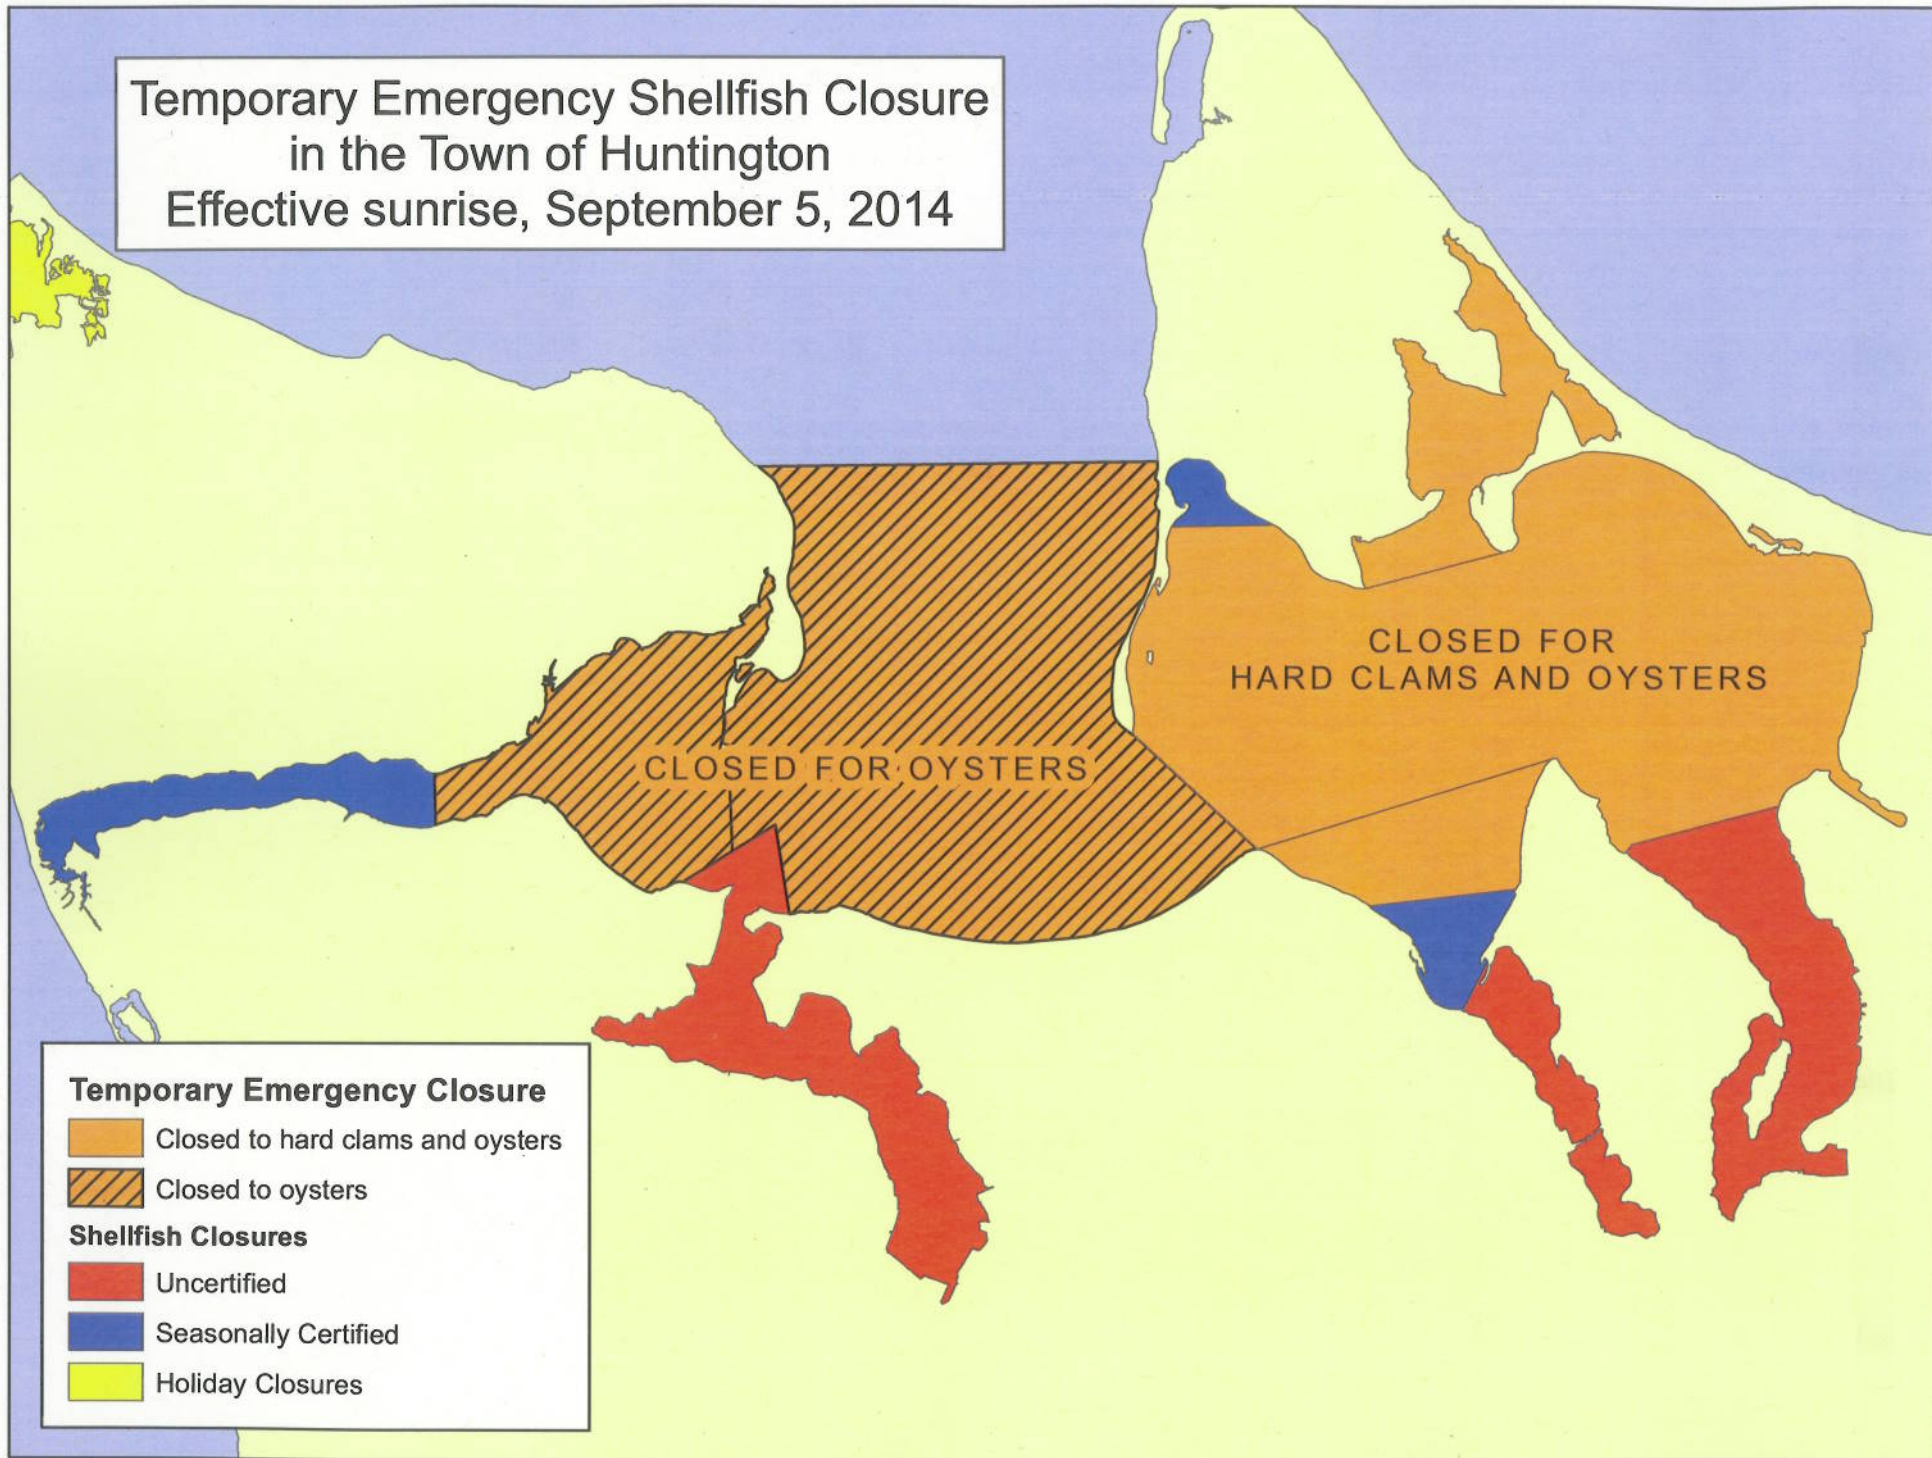 Temporary Emergency Shellfish Closure
in the Town of Huntington
Effective sunrise, September 5, 2014
CLOSED FOR
HARD CLAMS AND OYSTERS
CLOSED FOR OYSTERS
Temporary Emergency Closure
Closed to hard clams and oysters
Closed to oysters
Shellfish Closures
Uncertified
Seasonally Certified
Holiday Closures